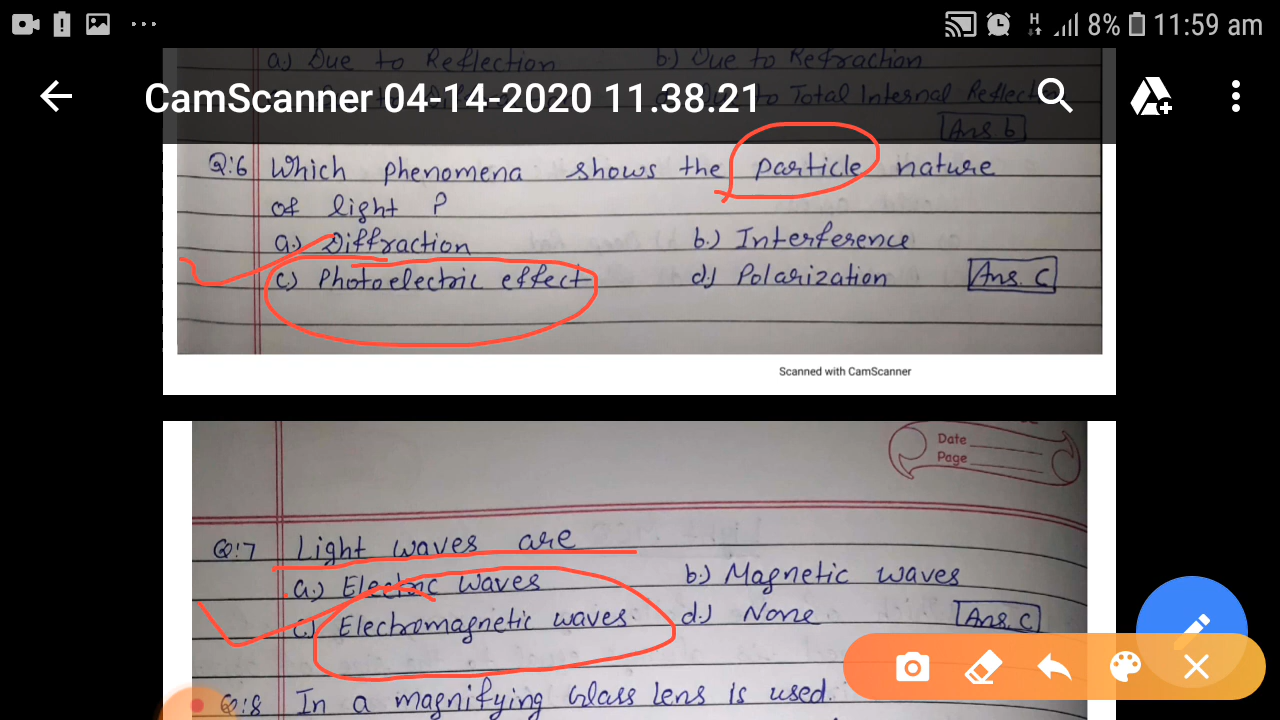 8% 11:59 am
a.) Due to Reflection b.) Due to Refraction
CamScanner 04-14-2020 11.38.21
to Total Internal Reflection
Ans b
Q:6 Which phenomena shows the particle nature
of light ?
a.) Diffraction b.) Interference
c.) Photoelectric effect d.) Polarization Ans. C
Scanned with CamScanner
Date
Page
Q:7 Light waves are
a.) Electric waves b.) Magnetic waves
c.) Electromagnetic waves. d.) None Ans. C
Q:8 In a magnifying Glass lens is used.